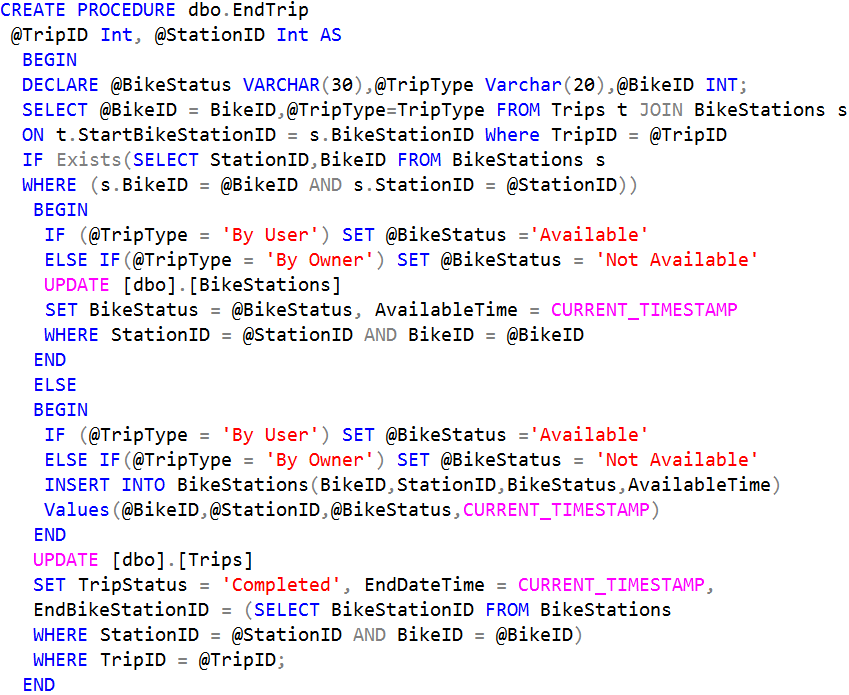 CREATE PROCEDURE dbo.EndTrip
@TripID Int, @StationID Int AS
BEGIN
DECLARE @BikeStatus VARCHAR(30),@TripType Varchar(20),@BikeID INT;
SELECT @BikeID = BikeID,@TripType=TripType FROM Trips t JOIN BikeStations s
ON t.StartBikeStationID = s.BikeStationID Where TripID = @TripID
IF Exists(SELECT StationID,BikeID FROM BikeStations s
WHERE (s.BikeID = @BikeID AND s.StationID = @StationID))
BEGIN
IF (@TripType = 'By User') SET @BikeStatus ='Available'
ELSE IF(@TripType = 'By Owner') SET @BikeStatus = 'Not Available'
UPDATE [dbo].[BikeStations]
SET BikeStatus = @BikeStatus, AvailableTime = CURRENT_TIMESTAMP
WHERE StationID = @StationID AND BikeID = @BikeID
END
ELSE
BEGIN
IF (@TripType = 'By User') SET @BikeStatus ='Available'
ELSE IF(@TripType = 'By Owner') SET @BikeStatus = 'Not Available'
INSERT INTO BikeStations(BikeID,StationID,BikeStatus,AvailableTime)
Values(@BikeID,@StationID,@BikeStatus,CURRENT_TIMESTAMP)
END
UPDATE [dbo].[Trips]
SET TripStatus = 'Completed', EndDateTime = CURRENT_TIMESTAMP,
EndBikeStationID = (SELECT BikeStationID FROM BikeStations
WHERE StationID = @StationID AND BikeID = @BikeID)
WHERE TripID = @TripID;
END